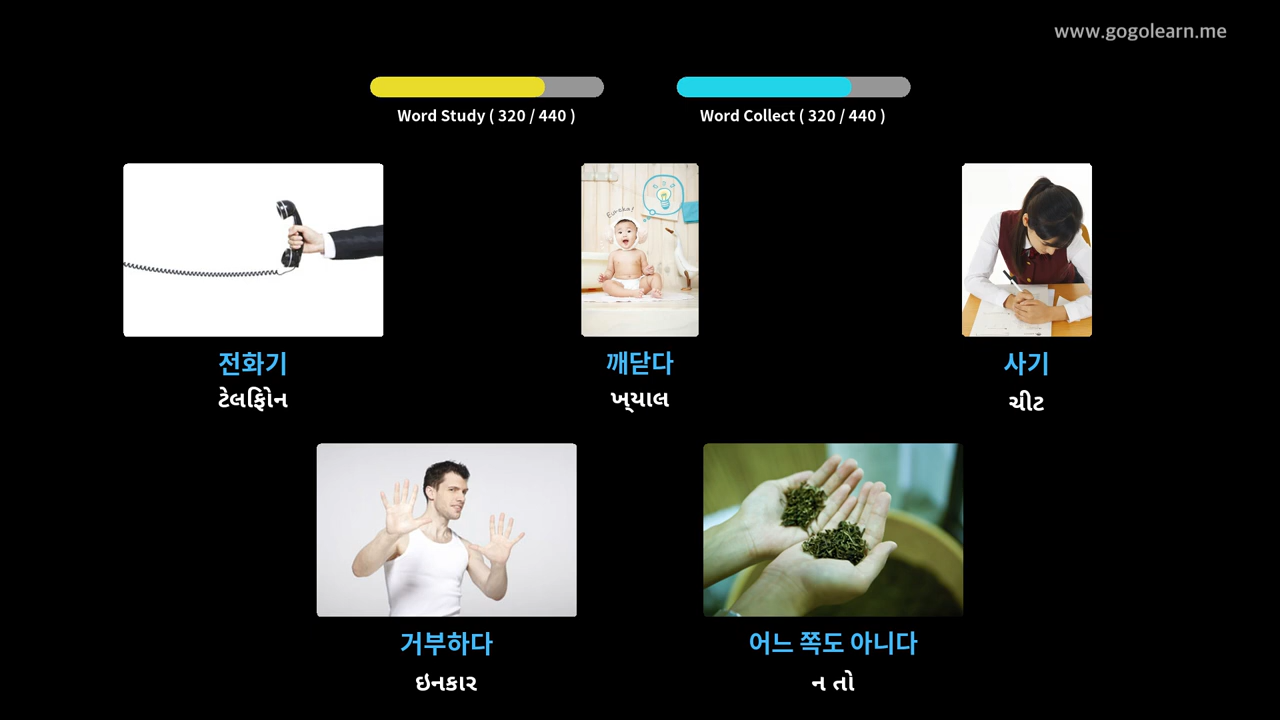 www.gogolearn.me
Word Study ( 320 / 440 )
Word Collect ( 320 / 440 )
Eureka!
전화기
ટેલિફોન
깨닫다
ખ્યાલ
사기
ચીટ
거부하다
ઇનકાર
어느 쪽도 아니다
ન તો